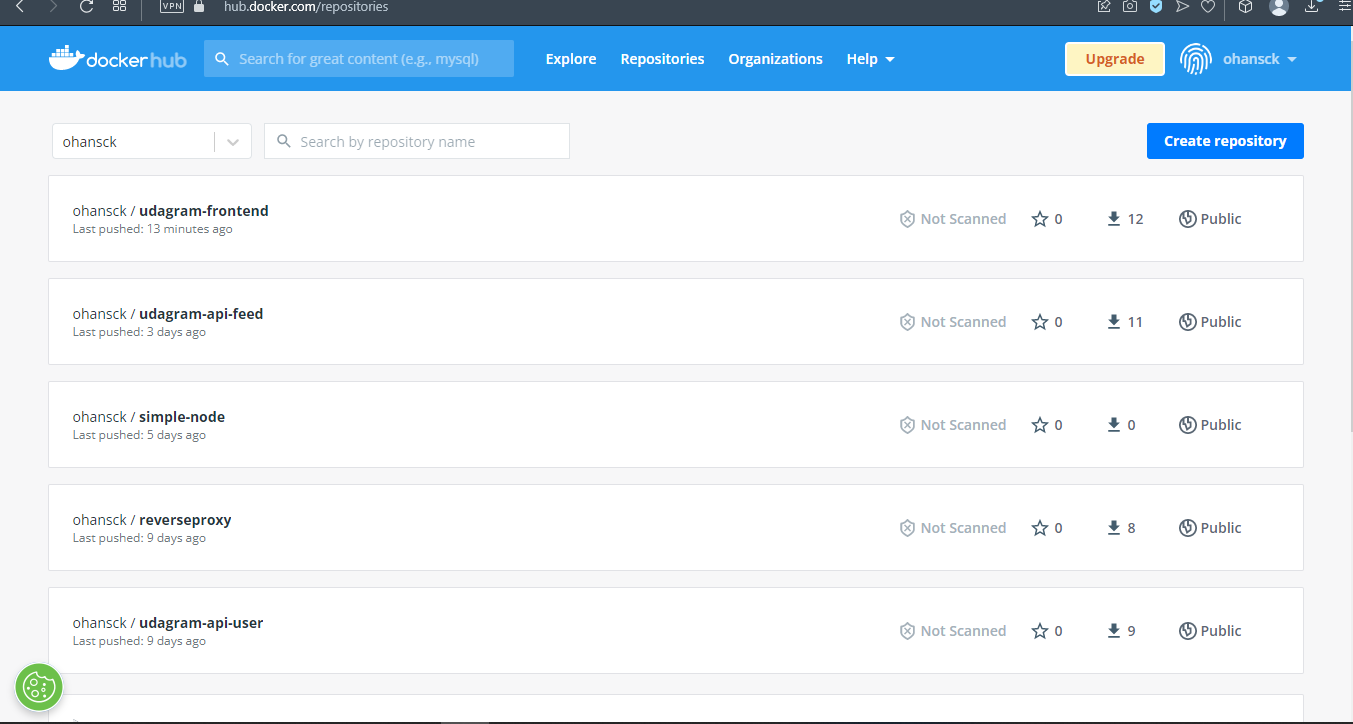 VPN hub.docker.com/repositories
docker hub Search for great content (e.g., mysql) Explore Repositories Organizations Help Upgrade ohansck
ohansck Search by repository name Create repository
ohansck / udagram-frontend Not Scanned 0 12 Public
Last pushed: 13 minutes ago
ohansck / udagram-api-feed Not Scanned 0 11 Public
Last pushed: 3 days ago
ohansck / simple-node Not Scanned 0 0 Public
Last pushed: 5 days ago
ohansck / reverseproxy Not Scanned 0 8 Public
Last pushed: 9 days ago
ohansck / udagram-api-user Not Scanned 0 9 Public
Last pushed: 9 days ago